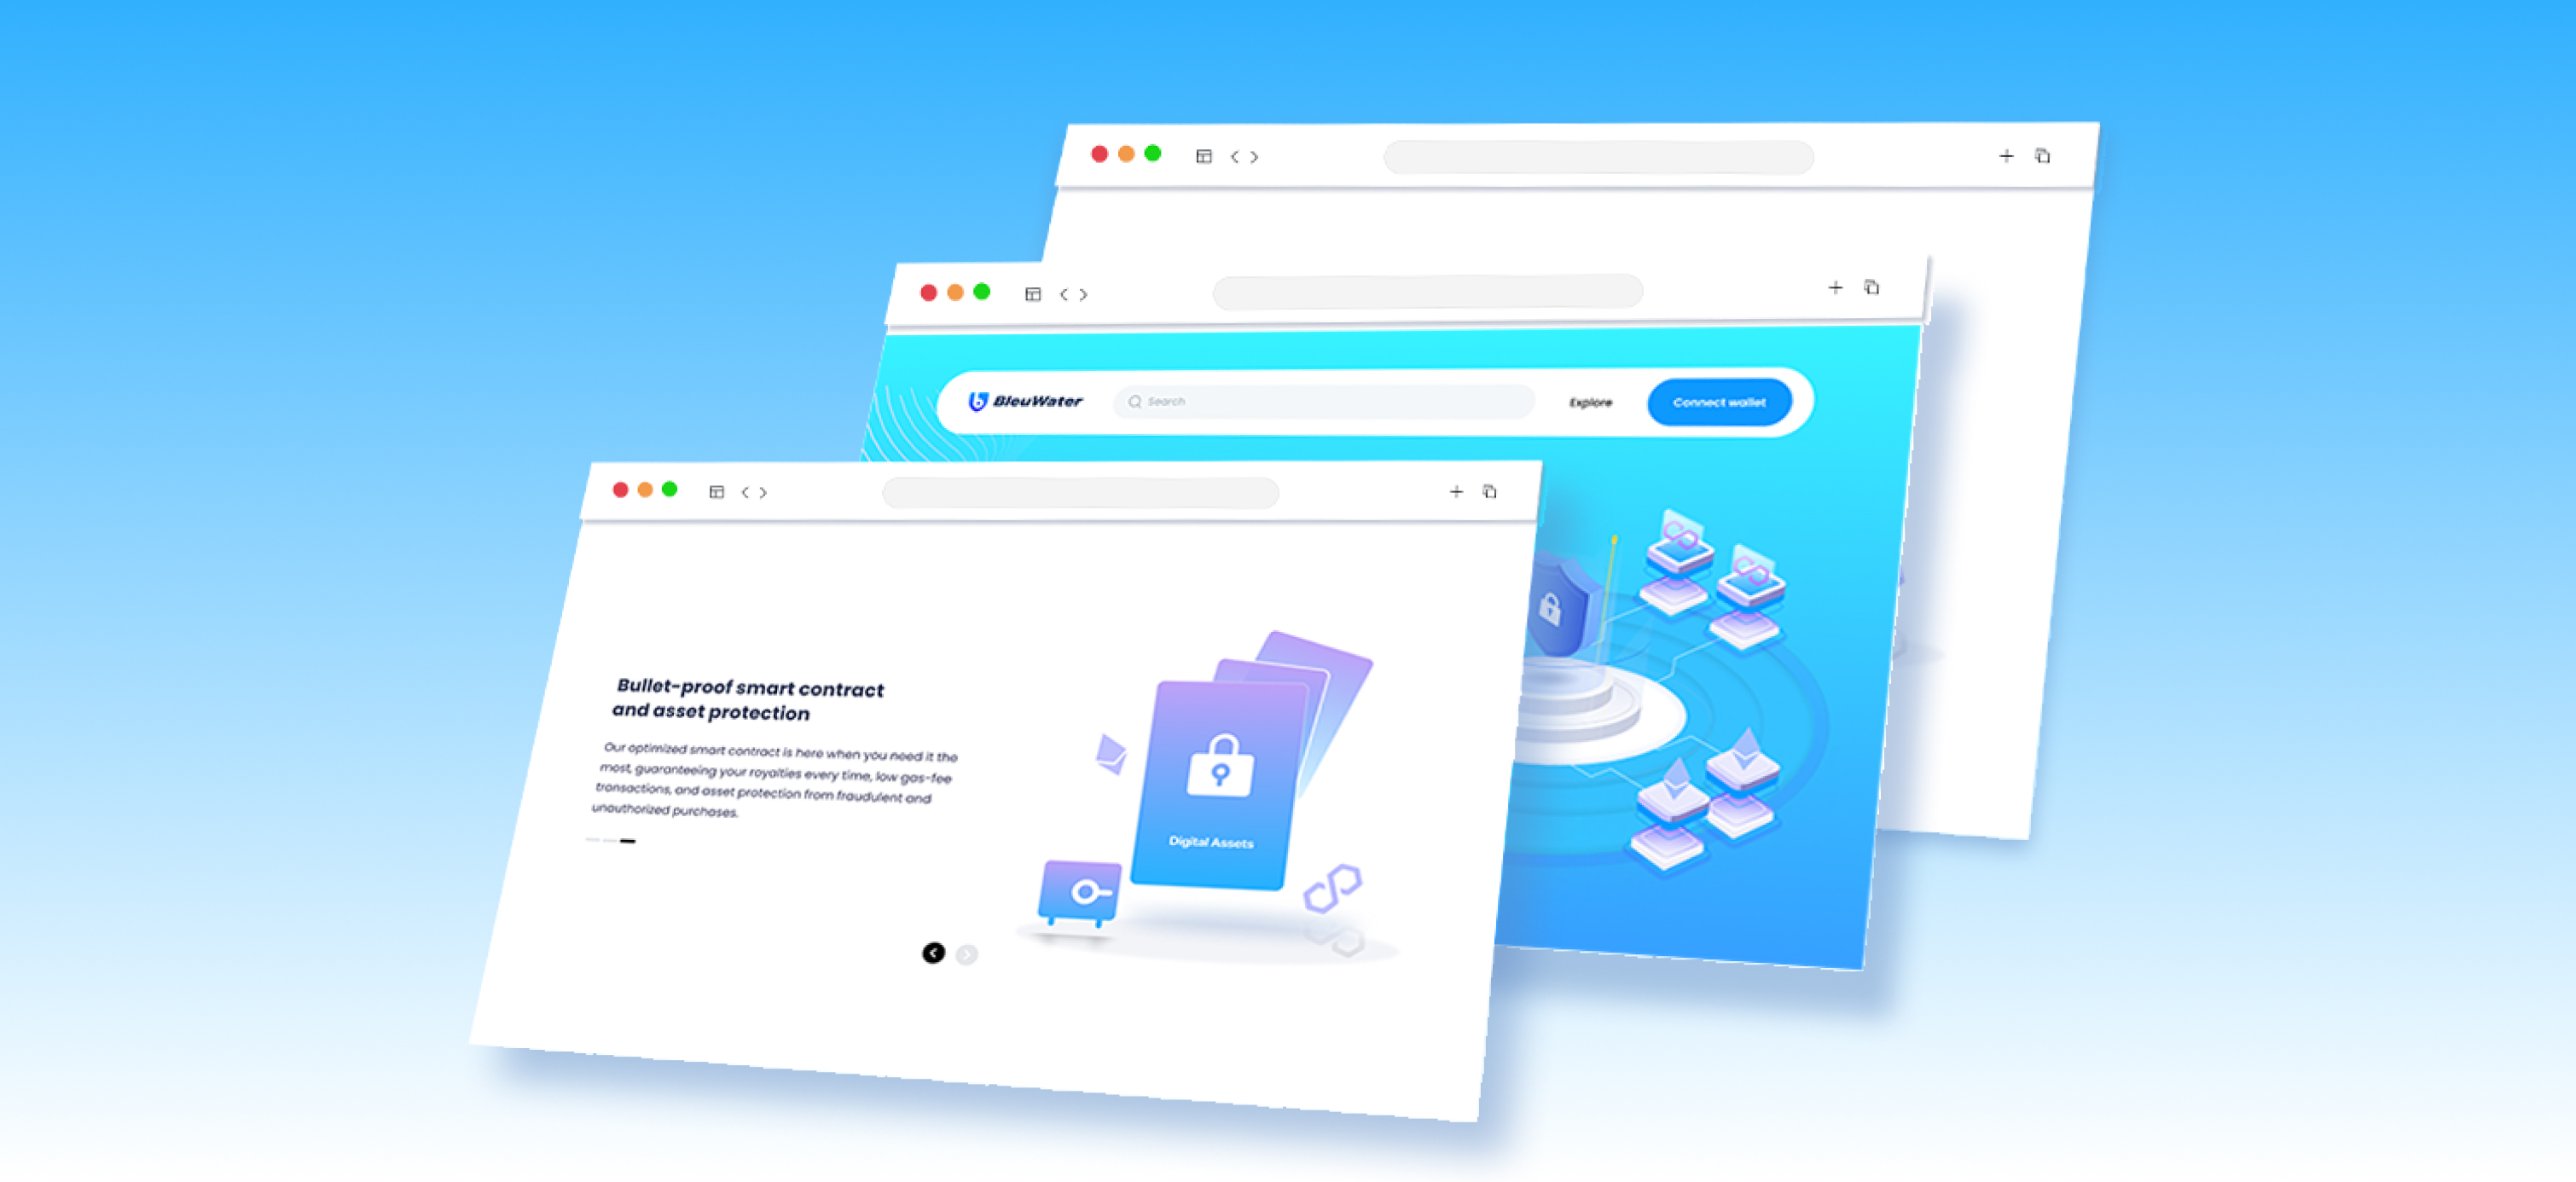 BleuWater
Search
Explore
Connect wallet
Bullet-proof smart contract
and asset protection
Our optimized smart contract is here when you need it the
most, guaranteeing your royalties every time, low gas-fee
transactions, and asset protection from fraudulent and
unauthorized purchases.
Digital Assets